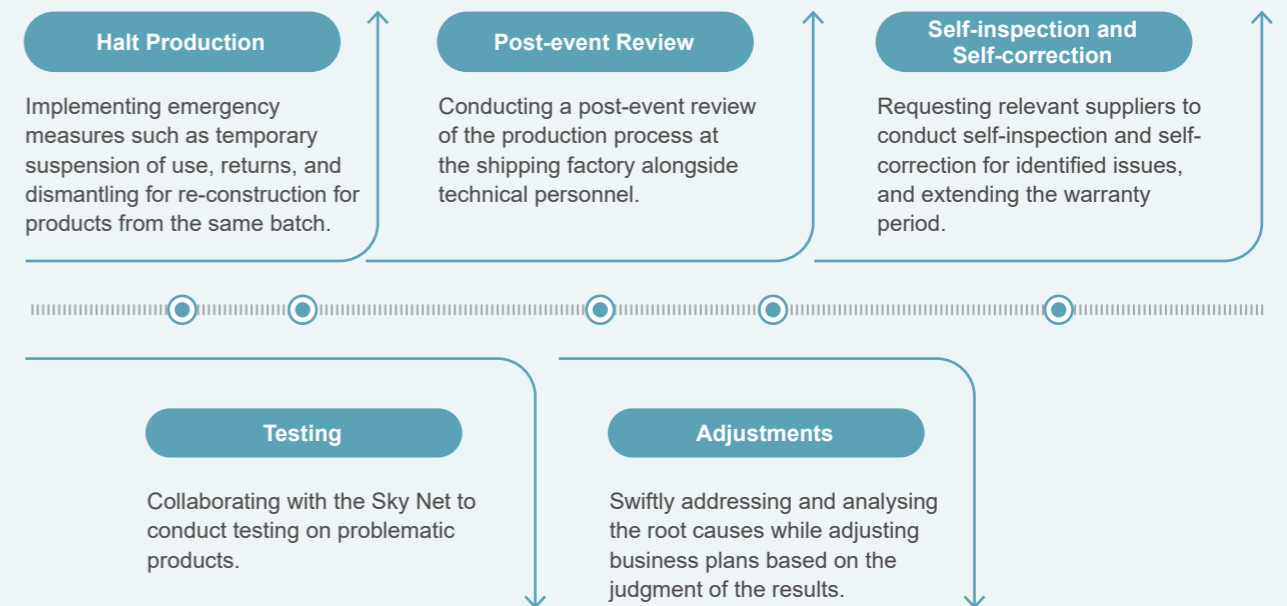 Halt Production
Implementing emergency
measures such as temporary
suspension of use, returns, and
dismantling for re-construction for
products from the same batch.
Post-event Review
Conducting a post-event review
of the production process at
the shipping factory alongside
technical personnel.
Self-inspection and
Self-correction
Requesting relevant suppliers to
conduct self-inspection and self-
correction for identified issues,
and extending the warranty
period.
Testing
Collaborating with the Sky Net to
conduct testing on problematic
products.
Adjustments
Swiftly addressing and analysing
the root causes while adjusting
business plans based on the
judgment of the results.